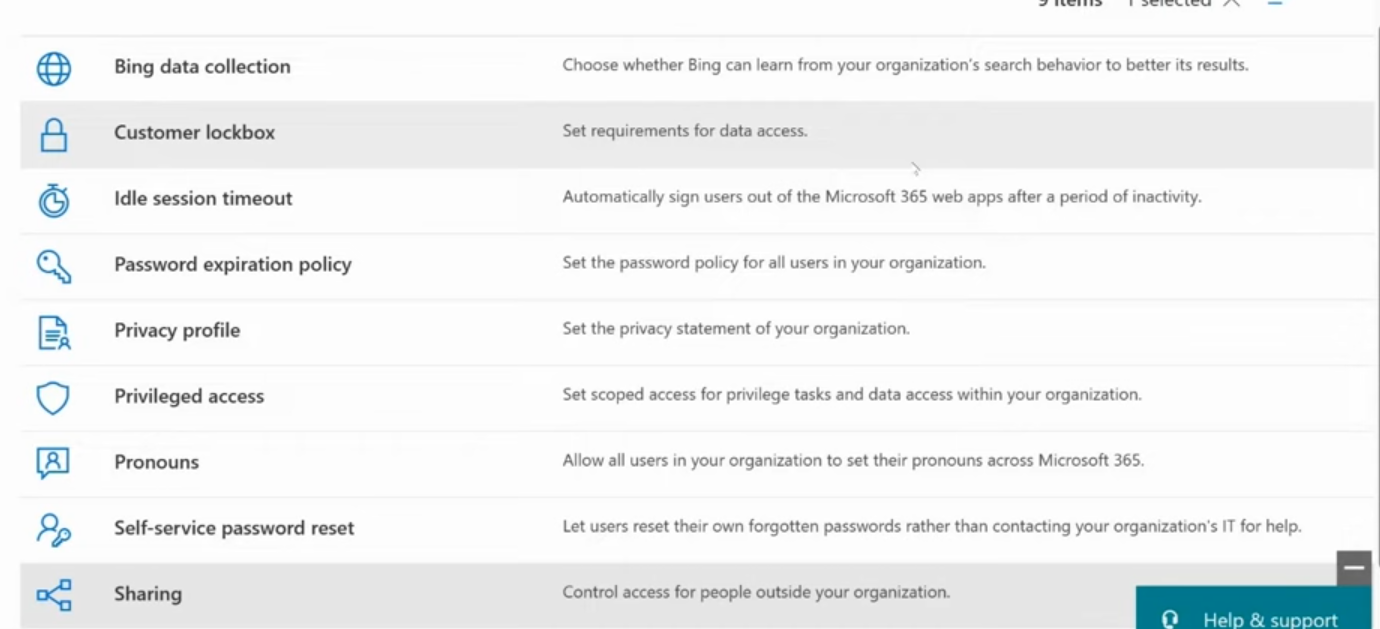 9 items 1 selected
Bing data collection Choose whether Bing can learn from your organization's search behavior to better its results.
Customer lockbox Set requirements for data access.
Idle session timeout Automatically sign users out of the Microsoft 365 web apps after a period of inactivity.
Password expiration policy Set the password policy for all users in your organization.
Privacy profile Set the privacy statement of your organization.
Privileged access Set scoped access for privilege tasks and data access within your organization.
Pronouns Allow all users in your organization to set their pronouns across Microsoft 365.
Self-service password reset Let users reset their own forgotten passwords rather than contacting your organization's IT for help.
Sharing Control access for people outside your organization.
Help & support